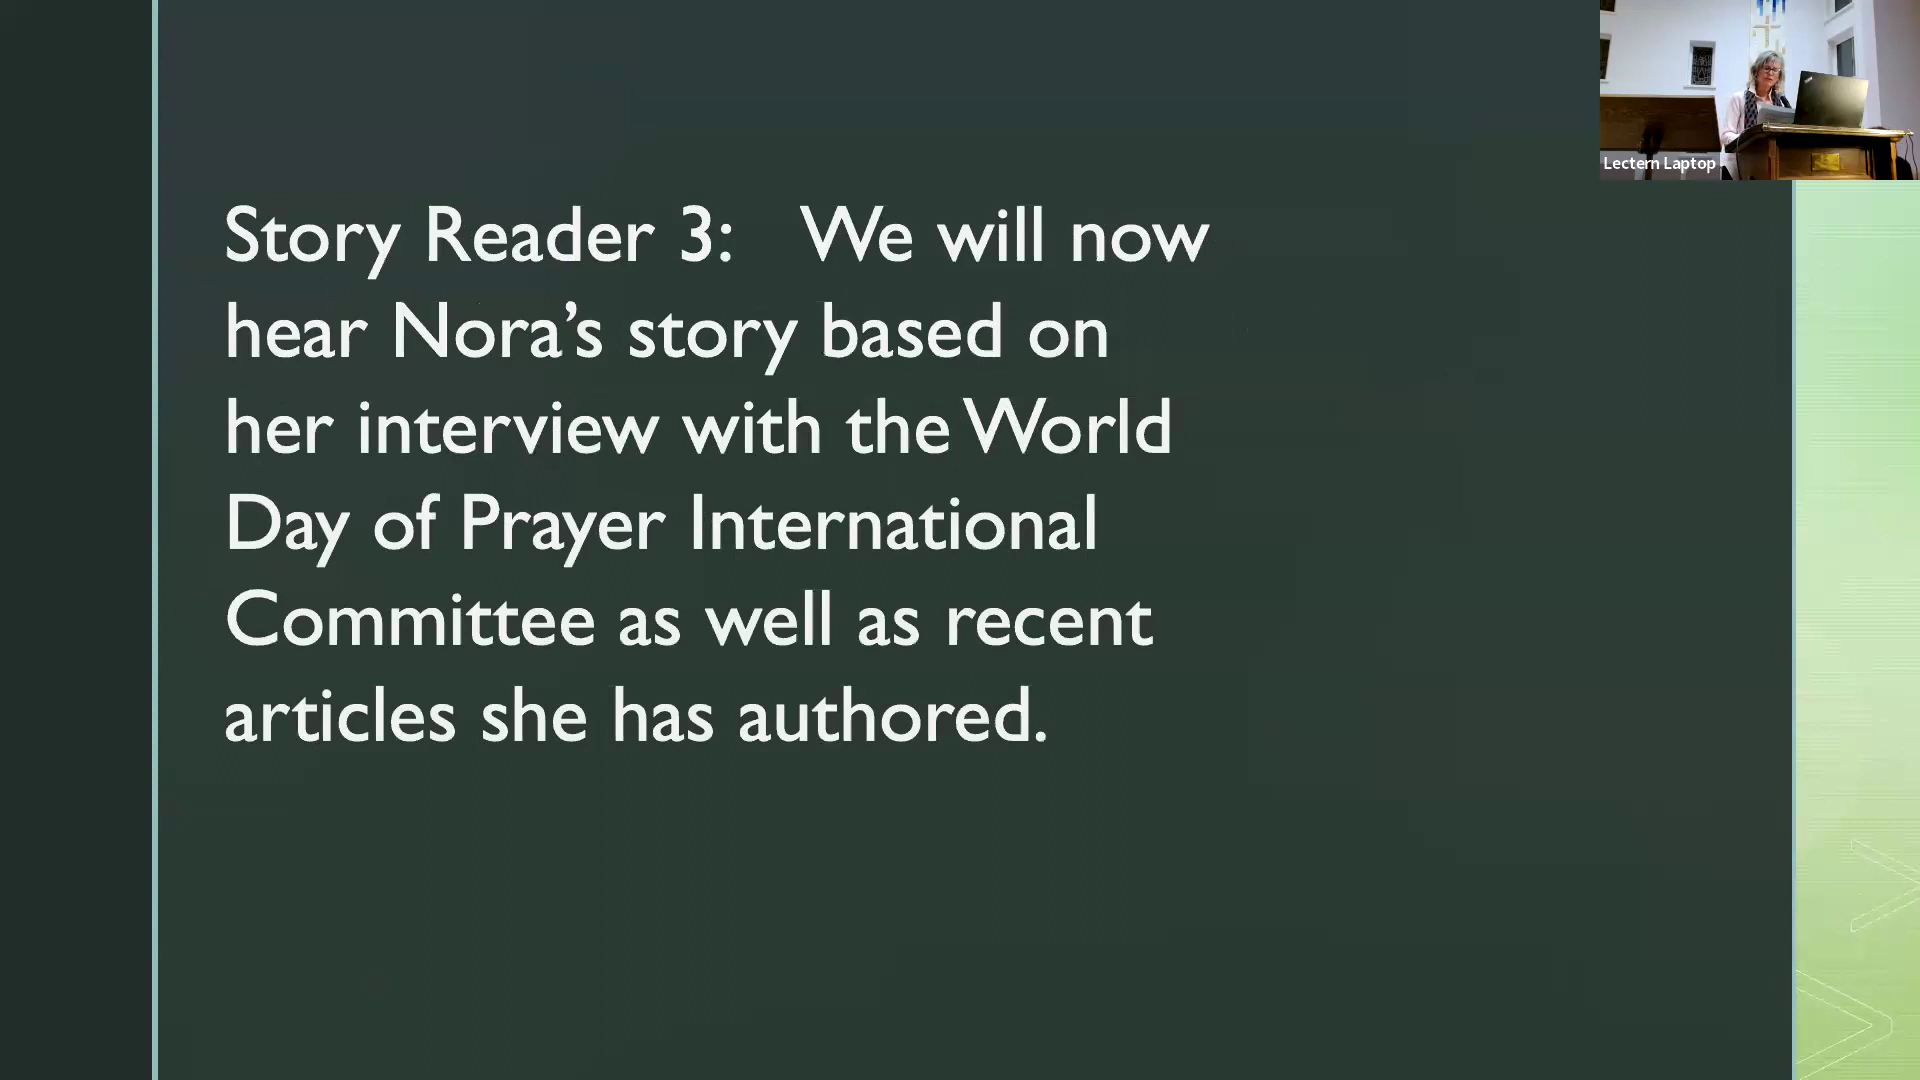 Story Reader 3:   We will now
hear Nora’s story based on
her interview with the World
Day of Prayer International
Committee as well as recent
articles she has authored.
Lectern Laptop